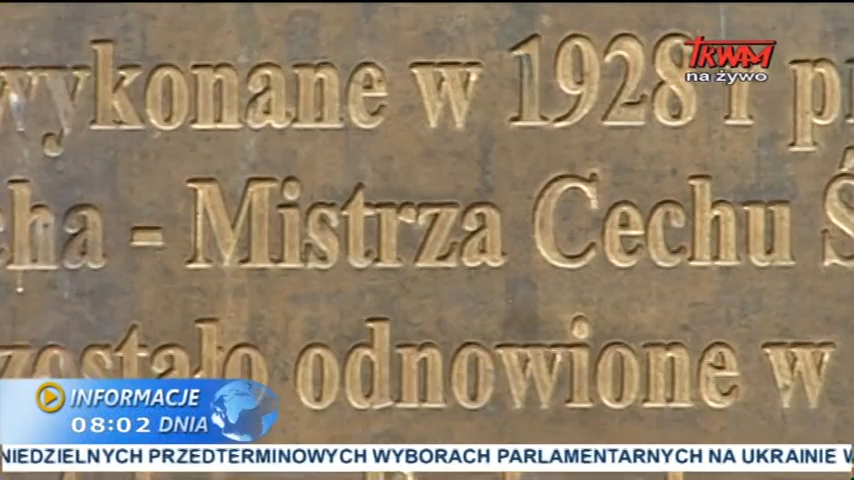 wykonane w 1928 r
TRWAM
na żywo
cha - Mistrza Cechu
zostało odnowione w
INFORMACJE
08:02 DNIA
NIEDZIELNYCH PRZEDTERMINOWYCH WYBORACH PARLAMENTARNYCH NA UKRAINIE W